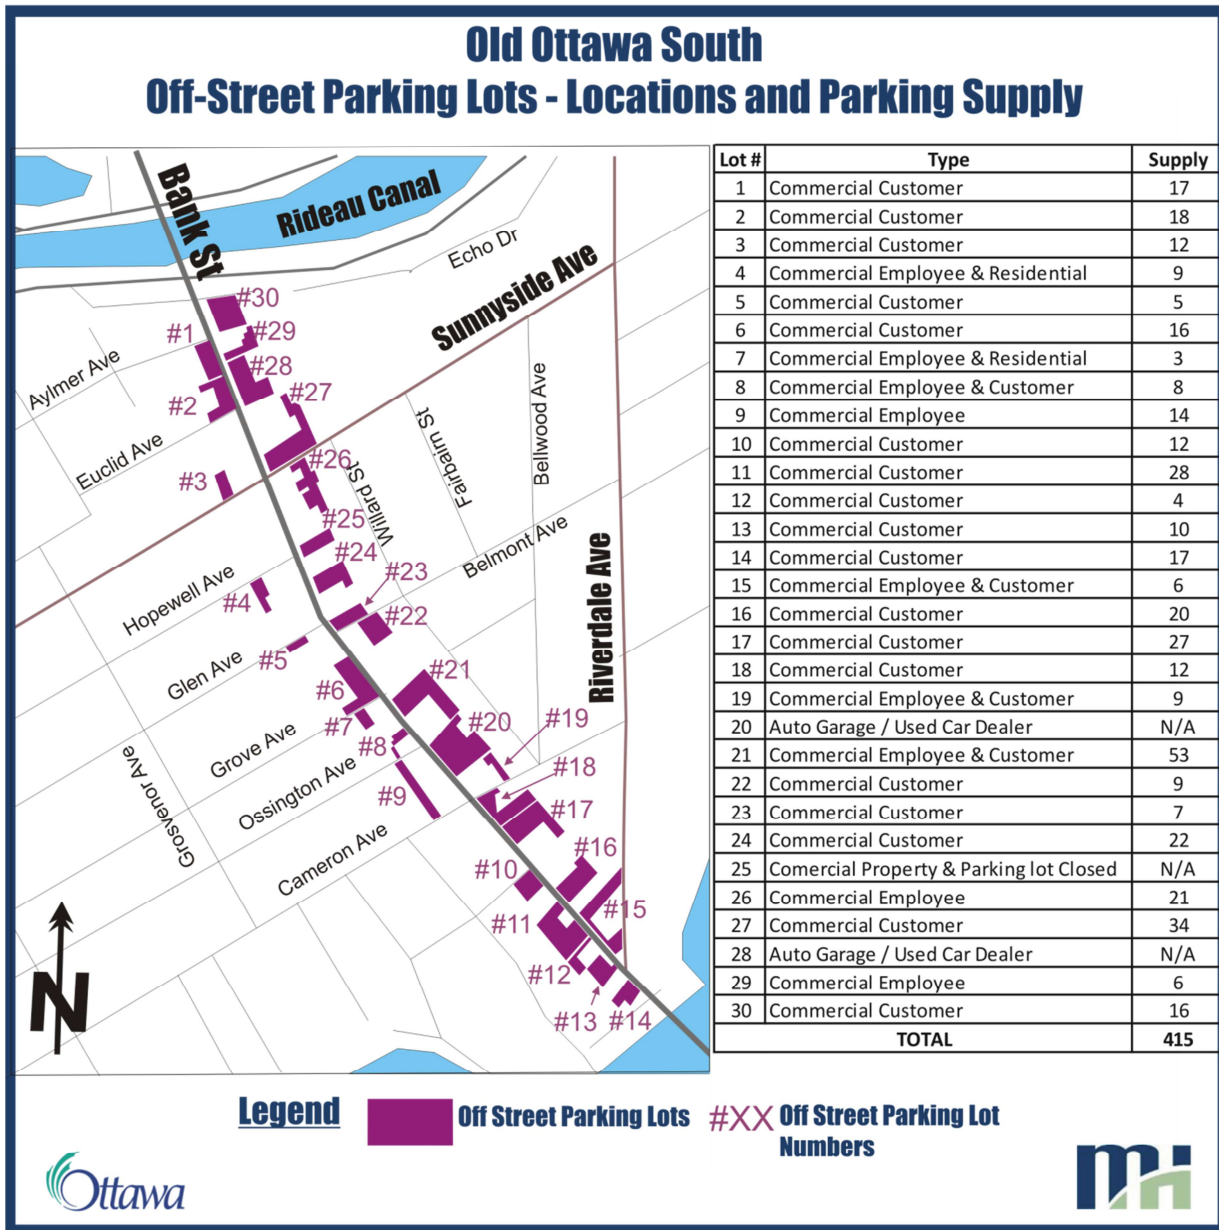 Old Ottawa South
Off-Street Parking Lots - Locations and Parking Supply
Bank St
Rideau Canal
Echo Dr
Sunnyside Ave
#30
#29
#1
#28
Aylmer Ave
#27
#2
Euclid Ave
#26
#3
Willard St
Fairbairn St
Bellwood Ave
#25
#24
Belmont Ave
#23
Hopewell Ave
#4
#22
Riverdale Ave
#5
Glen Ave
#21
#6
#7
#20
#19
#8
Grove Ave
#18
Grosvenor Ave
Ossington Ave
#9
#17
Cameron Ave
#16
#10
#15
#11
#12
#13
#14
N
Lot # Type Supply
1 Commercial Customer 17
2 Commercial Customer 18
3 Commercial Customer 12
4 Commercial Employee & Residential 9
5 Commercial Customer 5
6 Commercial Customer 16
7 Commercial Employee & Residential 3
8 Commercial Employee & Customer 8
9 Commercial Employee 14
10 Commercial Customer 12
11 Commercial Customer 28
12 Commercial Customer 4
13 Commercial Customer 10
14 Commercial Customer 17
15 Commercial Employee & Customer 6
16 Commercial Customer 20
17 Commercial Customer 27
18 Commercial Customer 12
19 Commercial Employee & Customer 9
20 Auto Garage / Used Car Dealer N/A
21 Commercial Employee & Customer 53
22 Commercial Customer 9
23 Commercial Customer 7
24 Commercial Customer 22
25 Comercial Property & Parking lot Closed N/A
26 Commercial Employee 21
27 Commercial Customer 34
28 Auto Garage / Used Car Dealer N/A
29 Commercial Employee 6
30 Commercial Customer 16
TOTAL 415
Legend
Off Street Parking Lots
#XX Off Street Parking Lot
Numbers
Ottawa
mH